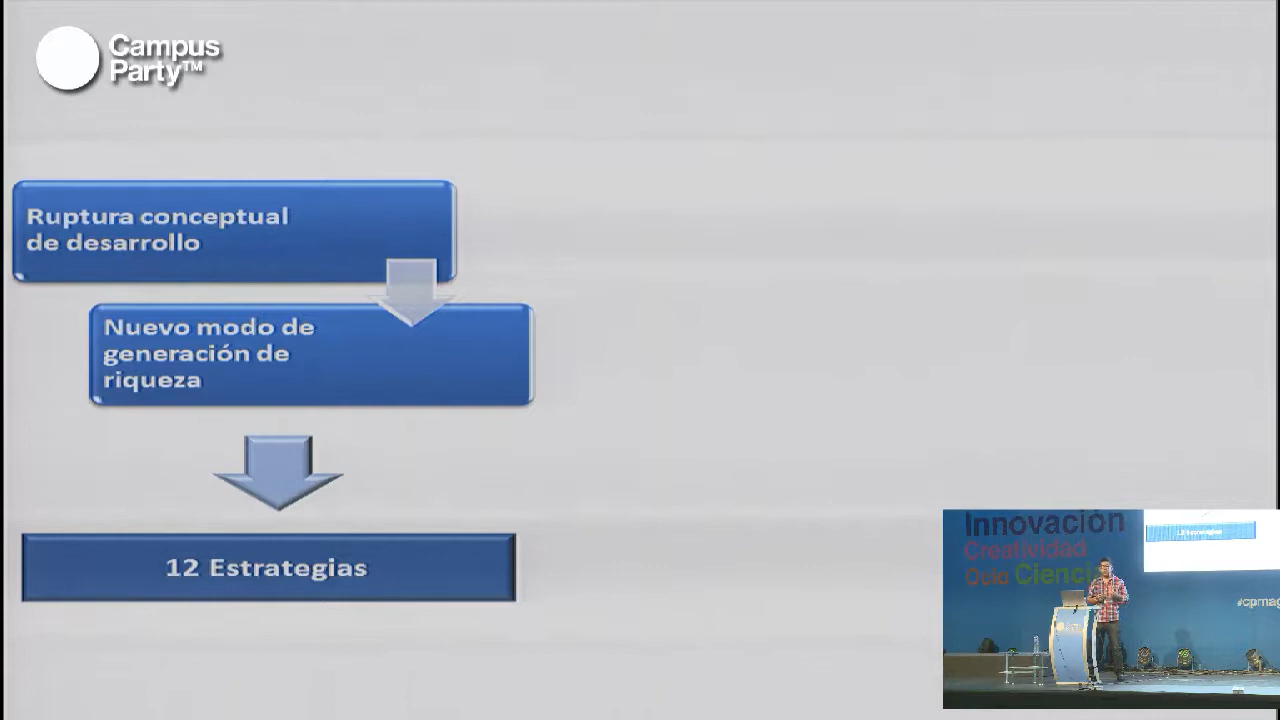 Campus
Party™
Ruptura conceptual
de desarrollo
Nuevo modo de
generación de
riqueza
12 Estrategias
Innovación
Creatividad
Ocio Ciencia
#cpmag